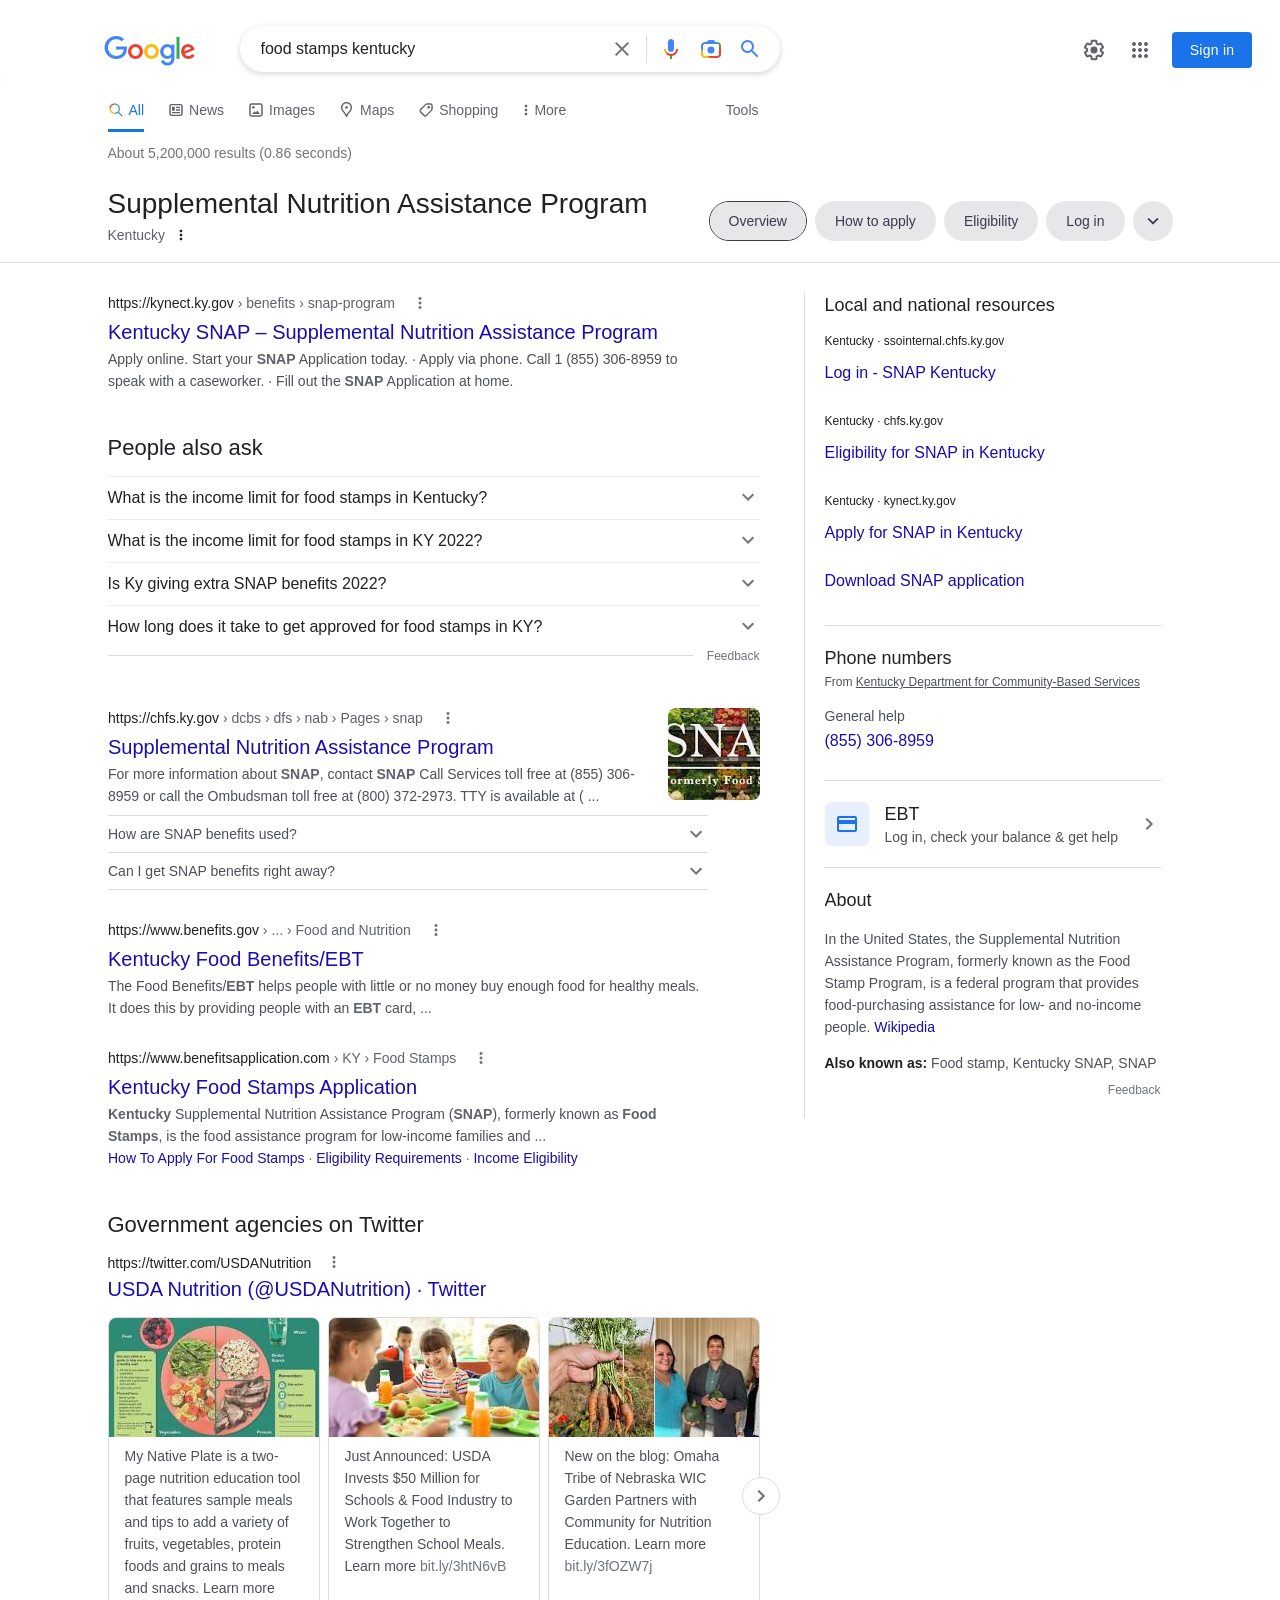 Google
food stamps kentucky
Sign in
All
News
Images
Maps
Shopping
More
Tools
About 5,200,000 results (0.86 seconds)
Supplemental Nutrition Assistance Program
Kentucky
Overview
How to apply
Eligibility
Log in
https://kynect.ky.gov › benefits › snap-program
Kentucky SNAP – Supplemental Nutrition Assistance Program
Apply online. Start your SNAP Application today. · Apply via phone. Call 1 (855) 306-8959 to
speak with a caseworker. · Fill out the SNAP Application at home.
People also ask
What is the income limit for food stamps in Kentucky?
What is the income limit for food stamps in KY 2022?
Is Ky giving extra SNAP benefits 2022?
How long does it take to get approved for food stamps in KY?
Feedback
https://chfs.ky.gov › dcbs › dfs › nab › Pages › snap
Supplemental Nutrition Assistance Program
For more information about SNAP, contact SNAP Call Services toll free at (855) 306-
8959 or call the Ombudsman toll free at (800) 372-2973. TTY is available at ( ...
SNA
Formerly Food S
How are SNAP benefits used?
Can I get SNAP benefits right away?
https://www.benefits.gov › ... › Food and Nutrition
Kentucky Food Benefits/EBT
The Food Benefits/EBT helps people with little or no money buy enough food for healthy meals.
It does this by providing people with an EBT card, ...
https://www.benefitsapplication.com › KY › Food Stamps
Kentucky Food Stamps Application
Kentucky Supplemental Nutrition Assistance Program (SNAP), formerly known as Food
Stamps, is the food assistance program for low-income families and ...
How To Apply For Food Stamps · Eligibility Requirements · Income Eligibility
Government agencies on Twitter
https://twitter.com/USDANutrition
USDA Nutrition (@USDANutrition) · Twitter
Fruit
Water
Vegetables
Protein
My Native Plate is a two-
page nutrition education tool
that features sample meals
and tips to add a variety of
fruits, vegetables, protein
foods and grains to meals
and snacks. Learn more
Just Announced: USDA
Invests $50 Million for
Schools & Food Industry to
Work Together to
Strengthen School Meals.
Learn more bit.ly/3htN6vB
New on the blog: Omaha
Tribe of Nebraska WIC
Garden Partners with
Community for Nutrition
Education. Learn more
bit.ly/3fOZW7j
Local and national resources
Kentucky · ssointernal.chfs.ky.gov
Log in - SNAP Kentucky
Kentucky · chfs.ky.gov
Eligibility for SNAP in Kentucky
Kentucky · kynect.ky.gov
Apply for SNAP in Kentucky
Download SNAP application
Phone numbers
From Kentucky Department for Community-Based Services
General help
(855) 306-8959
EBT
Log in, check your balance & get help
About
In the United States, the Supplemental Nutrition
Assistance Program, formerly known as the Food
Stamp Program, is a federal program that provides
food-purchasing assistance for low- and no-income
people. Wikipedia
Also known as: Food stamp, Kentucky SNAP, SNAP
Feedback